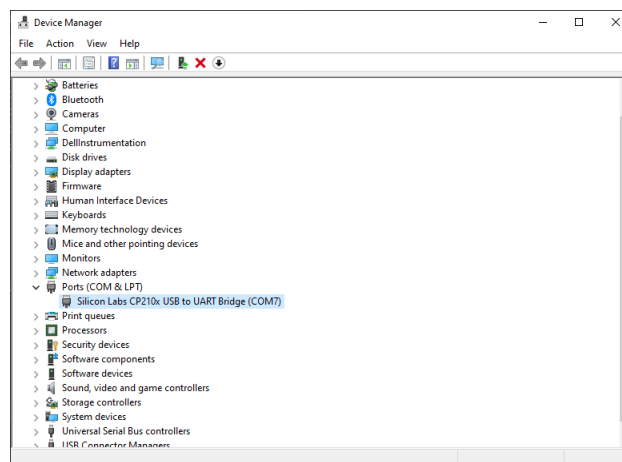 Device Manager
File Action View Help
Batteries
Bluetooth
Cameras
Computer
DellInstrumentation
Disk drives
Display adapters
Firmware
Human Interface Devices
Keyboards
Memory technology devices
Mice and other pointing devices
Monitors
Network adapters
Ports (COM & LPT)
Silicon Labs CP210x USB to UART Bridge (COM7)
Print queues
Processors
Security devices
Software components
Software devices
Sound, video and game controllers
Storage controllers
System devices
Universal Serial Bus controllers
USB Connector Managers